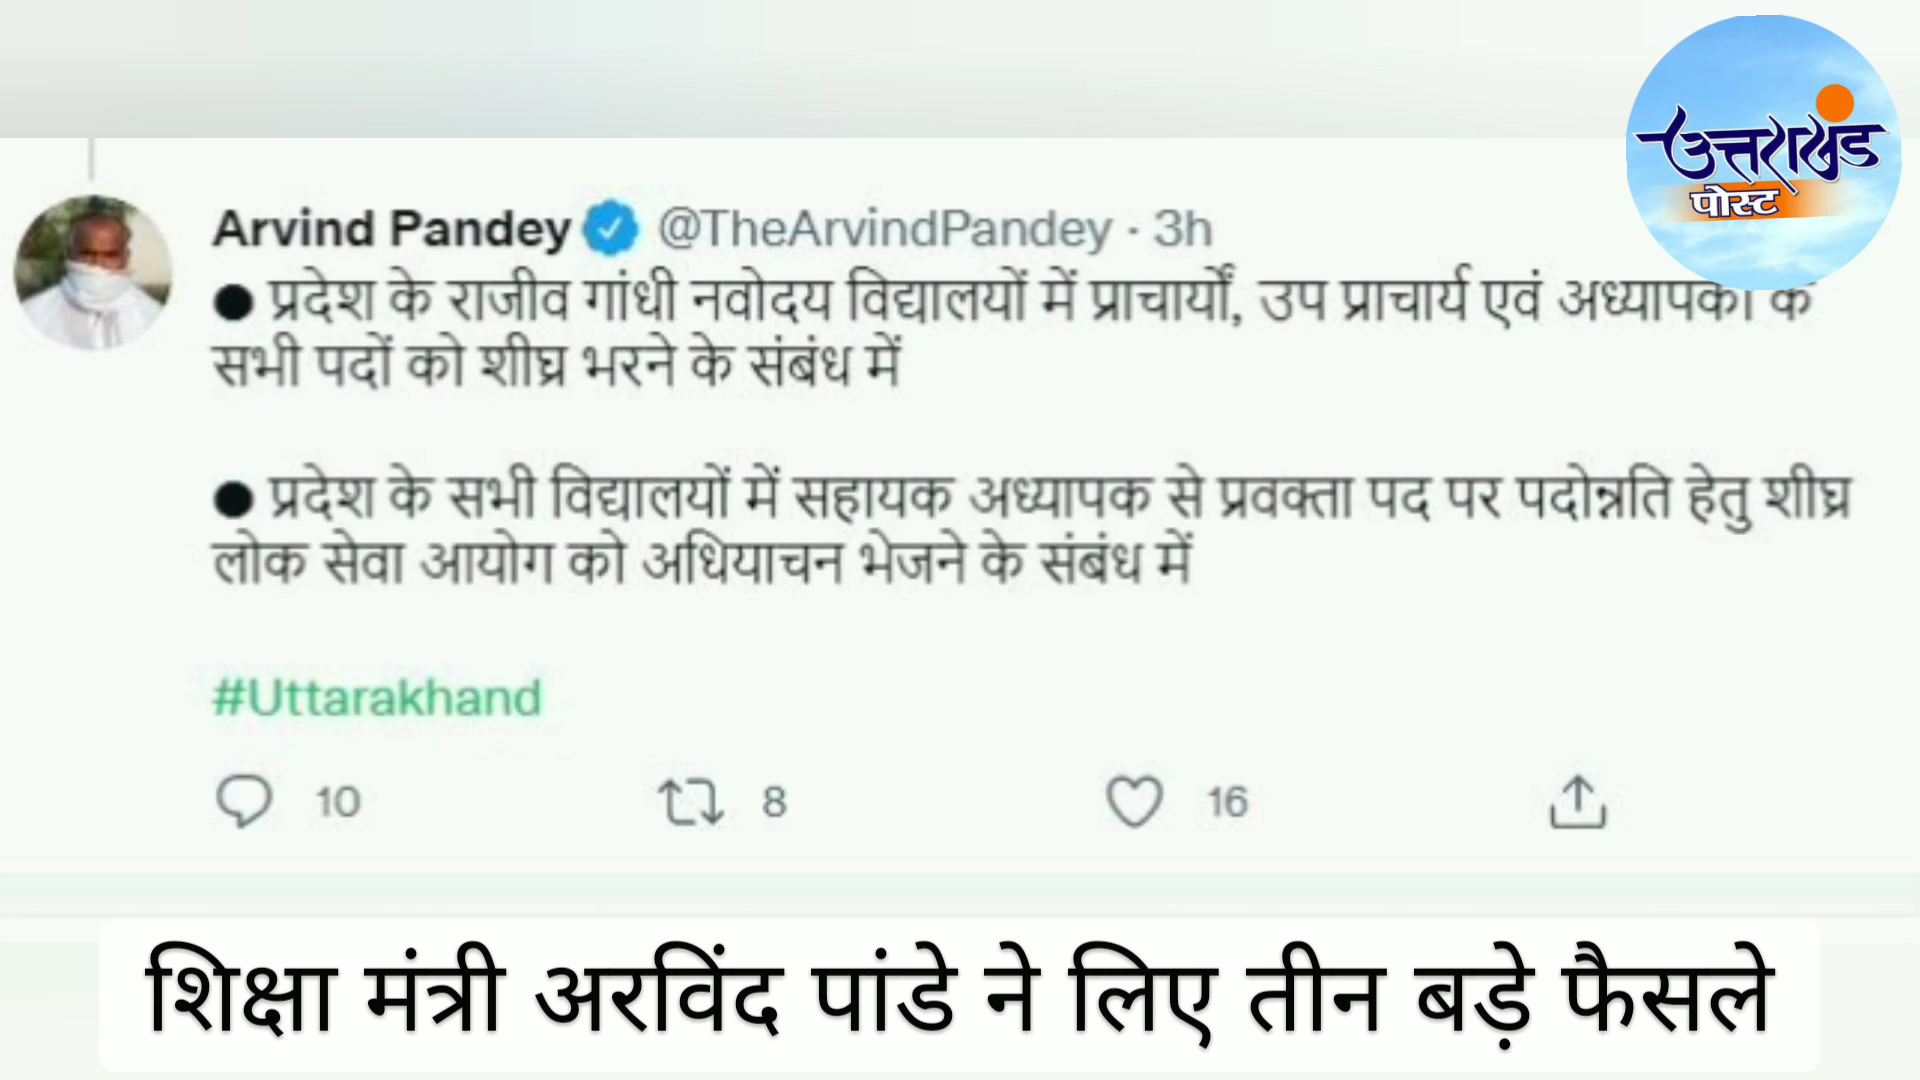 उत्तराखंड
पोस्ट
Arvind Pandey @TheArvindPandey · 3h
● प्रदेश के राजीव गांधी नवोदय विद्यालयों में प्राचार्यों, उप प्राचार्य एवं अध्यापकों के
सभी पदों को शीघ्र भरने के संबंध में
● प्रदेश के सभी विद्यालयों में सहायक अध्यापक से प्रवक्ता पद पर पदोन्नति हेतु शीघ्र
लोक सेवा आयोग को अधियाचन भेजने के संबंध में
#Uttarakhand
10 8 16
शिक्षा मंत्री अरविंद पांडे ने लिए तीन बड़े फैसले